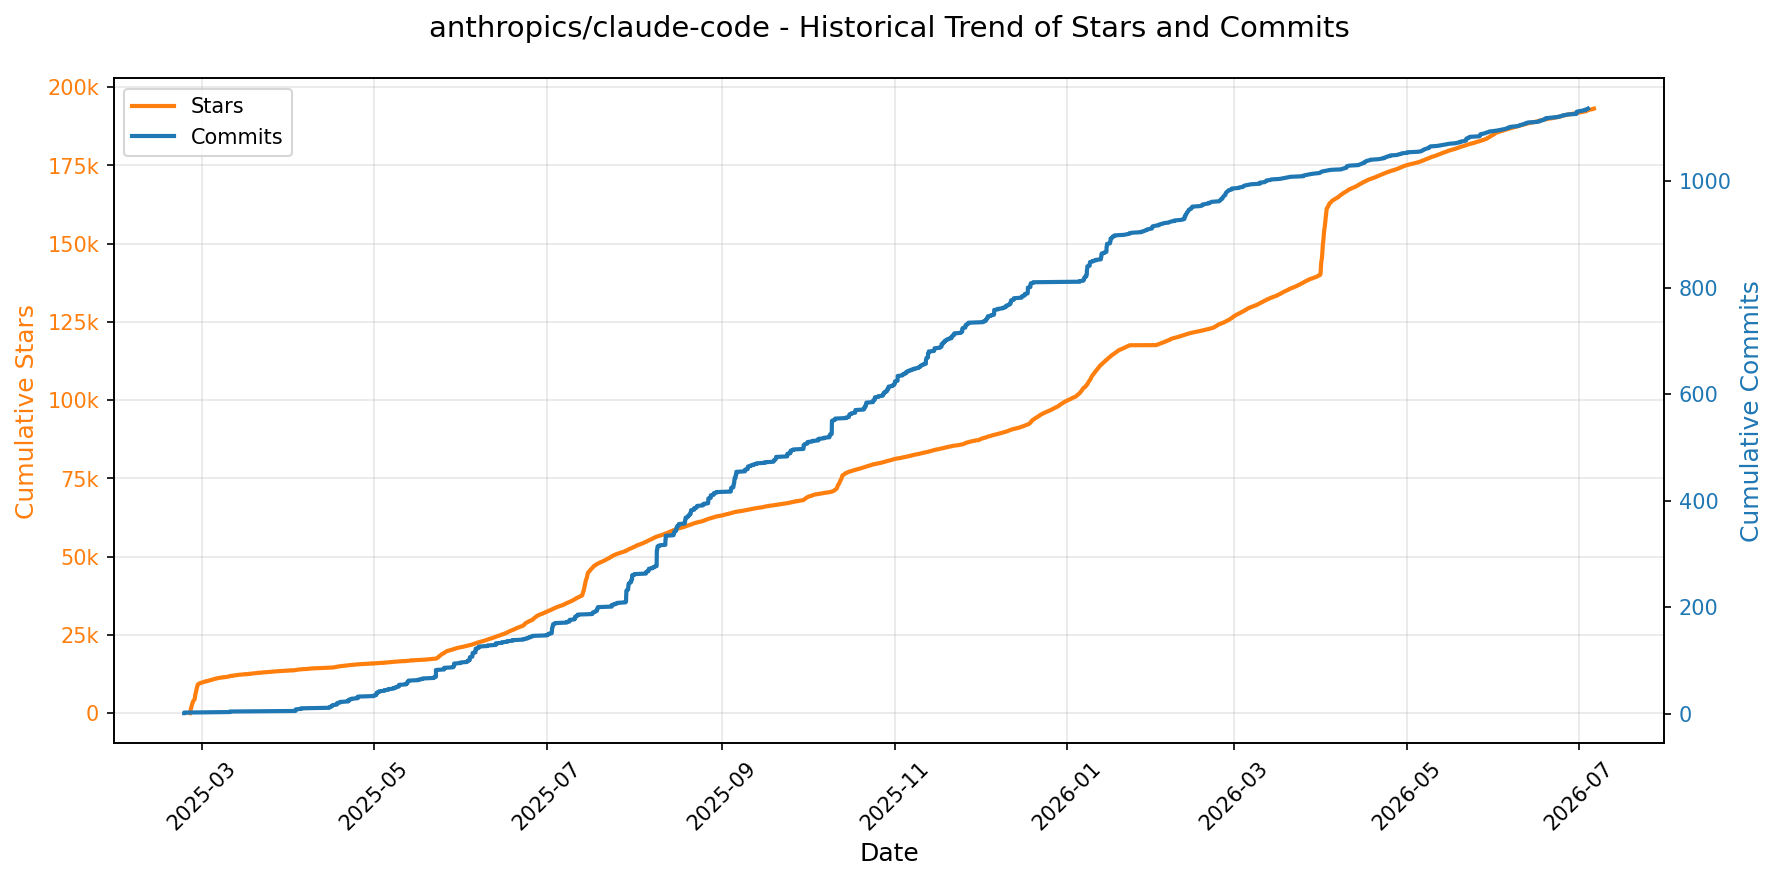 anthropics/claude-code - Historical Trend of Stars and Commits
Stars
Commits
Cumulative Stars
200k
175k
150k
125k
100k
75k
50k
25k
0
Cumulative Commits
1000
800
600
400
200
0
2025-03
2025-05
2025-07
2025-09
2025-11
2026-01
2026-03
2026-05
2026-07
Date